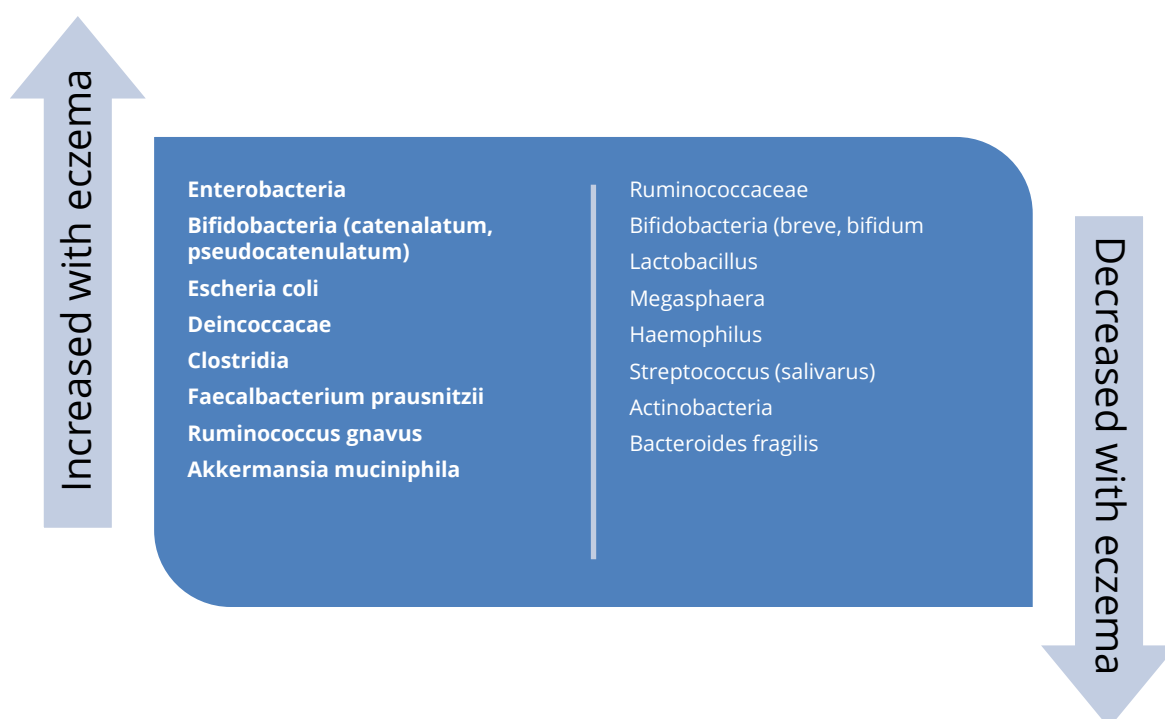 Increased with eczema
Enterobacteria
Bifidobacteria (catenalatum,
pseudocatenulatum)
Escheria coli
Deincoccacae
Clostridia
Faecalbacterium prausnitzii
Ruminococcus gnavus
Akkermansia muciniphila
Ruminococcaceae
Bifidobacteria (breve, bifidum
Lactobacillus
Megasphaera
Haemophilus
Streptococcus (salivarus)
Actinobacteria
Bacteroides fragilis
Decreased with eczema